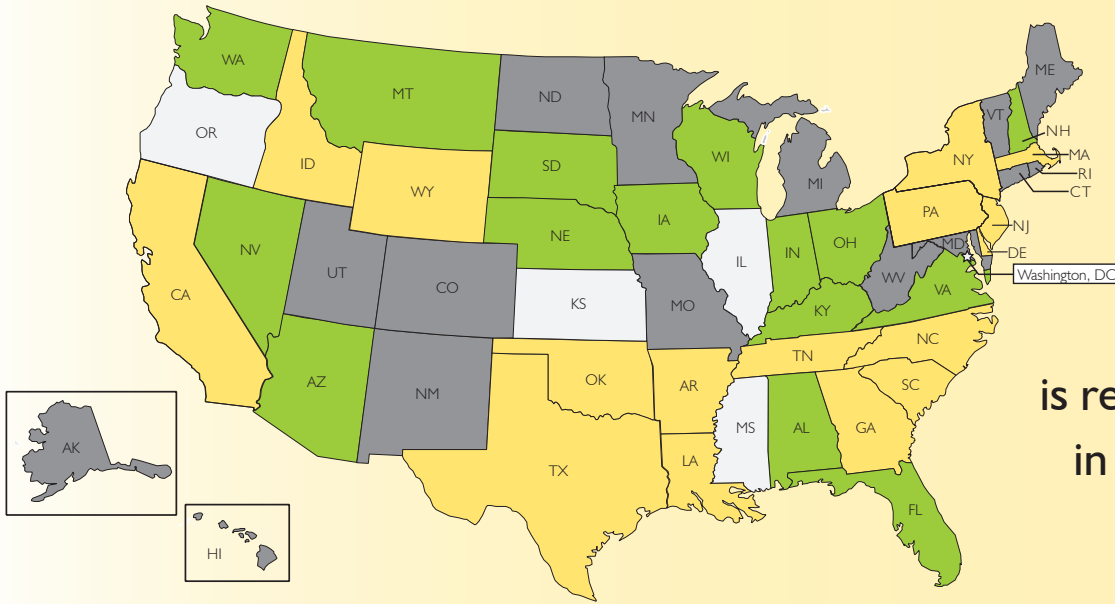 WA
MT
ND
MN
ME
VT
NH
MA
RI
CT
OR
ID
WY
SD
WI
MI
NY
PA
NJ
DE
MD
Washington, DC
NV
UT
CO
NE
IA
IL
IN
OH
WV
VA
CA
KS
MO
KY
AZ
NM
OK
AR
TN
NC
SC
MS
AL
GA
TX
LA
FL
AK
HI
is re
in